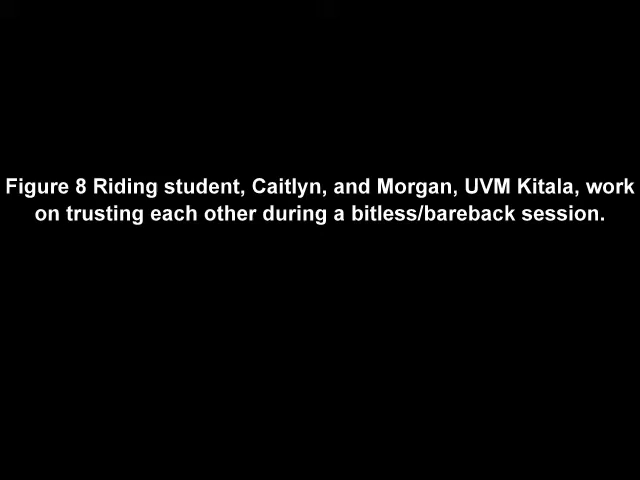 Figure 8 Riding student, Caitlyn, and Morgan, UVM Kitala, work
on trusting each other during a bitless/bareback session.